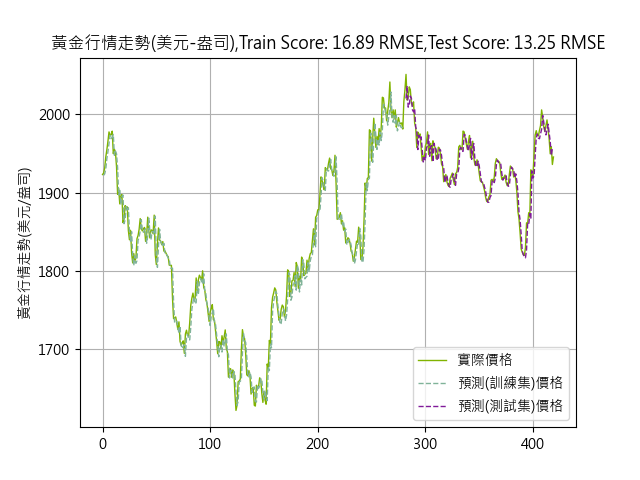 黃金行情走勢(美元-盎司),Train Score: 16.89 RMSE,Test Score: 13.25 RMSE
黃金行情走勢(美元/盎司)
2000
1900
1800
1700
實際價格
預測(訓練集)價格
預測(測試集)價格
0 100 200 300 400